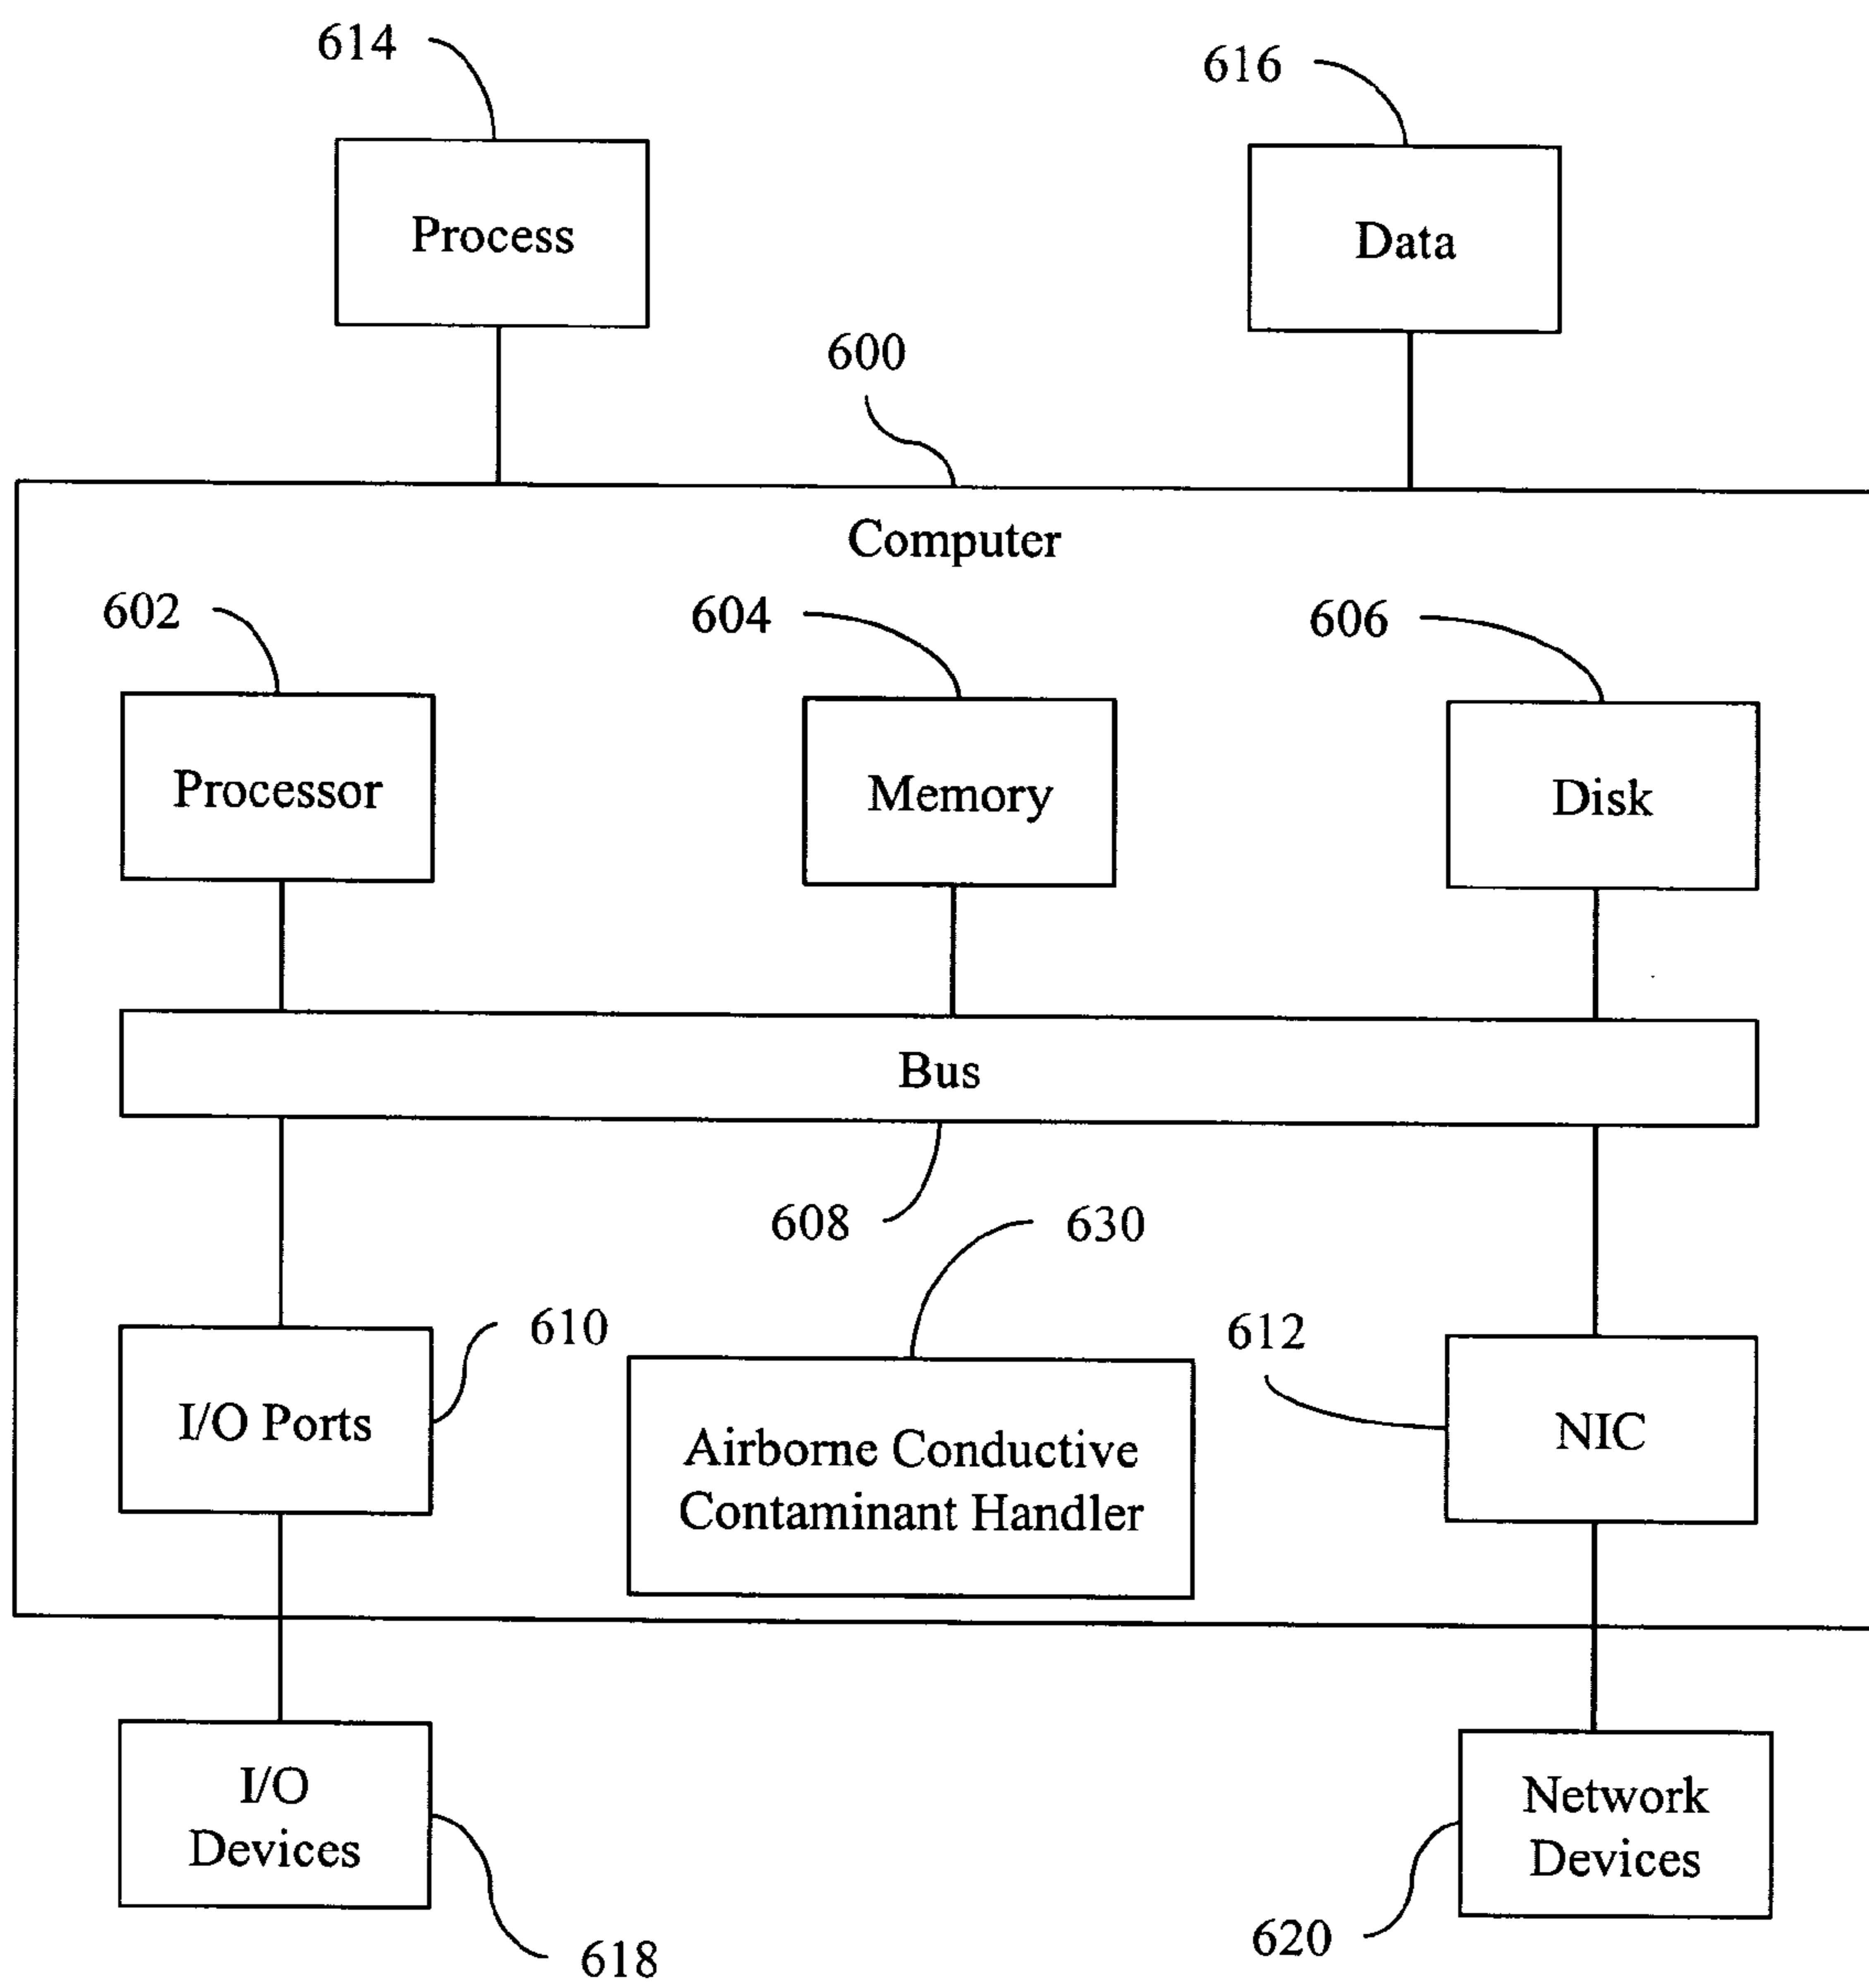 614
616
Process
Data
600
Computer
602
604
606
Processor
Memory
Disk
Bus
608
630
610
612
I/O Ports
Airborne Conductive
Contaminant Handler
NIC
I/O
Devices
Network
Devices
618
620